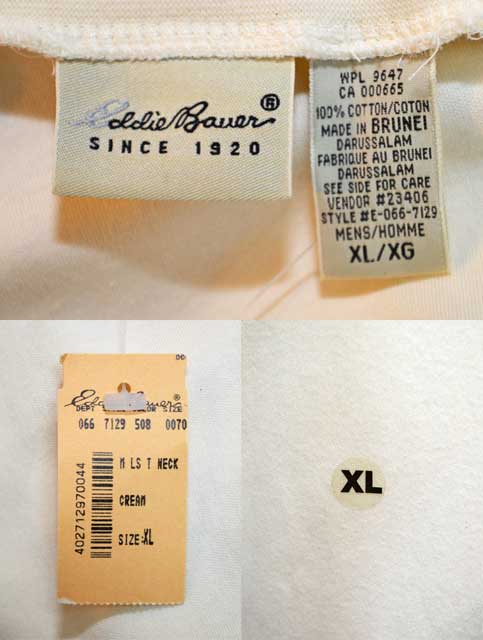 Eddie Bauer®
SINCE 1920
WPL 9647
CA 000665
100% COTTON/COTON
MADE IN BRUNEI
DARUSSALAM
FABRIQUE AU BRUNEI
DARUSSALAM
SEE SIDE FOR CARE
VENDOR #23406
STYLE#E-066-7129
MENS/HOMME
XL/XG
Eddie Bauer®
DEPT COLOR SIZE
066 7129 508 0070
M LS T NECK
CREAM
SIZE:XL
402712970044
XL